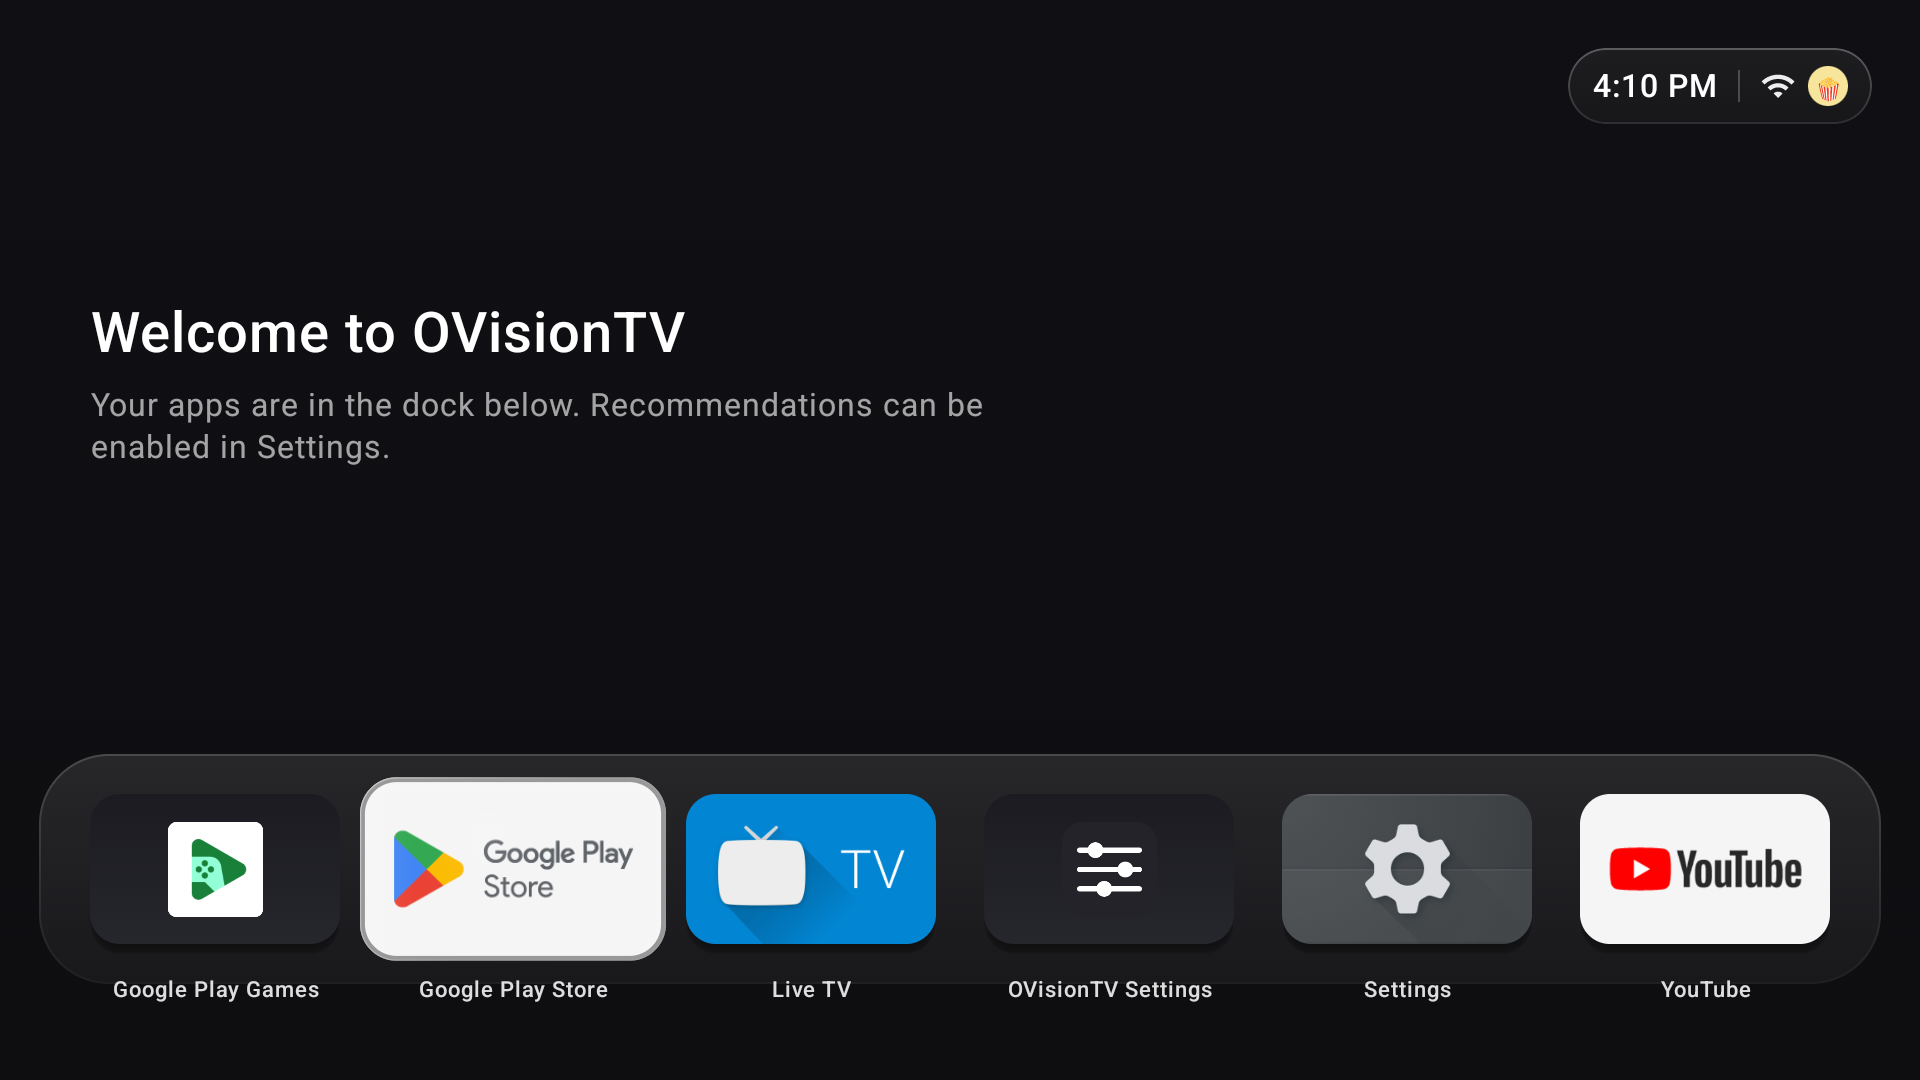 4:10 PM
Welcome to OVisionTV
Your apps are in the dock below. Recommendations can be
enabled in Settings.
Google Play
Store
TV
YouTube
Google Play Games
Google Play Store
Live TV
OVisionTV Settings
Settings
YouTube